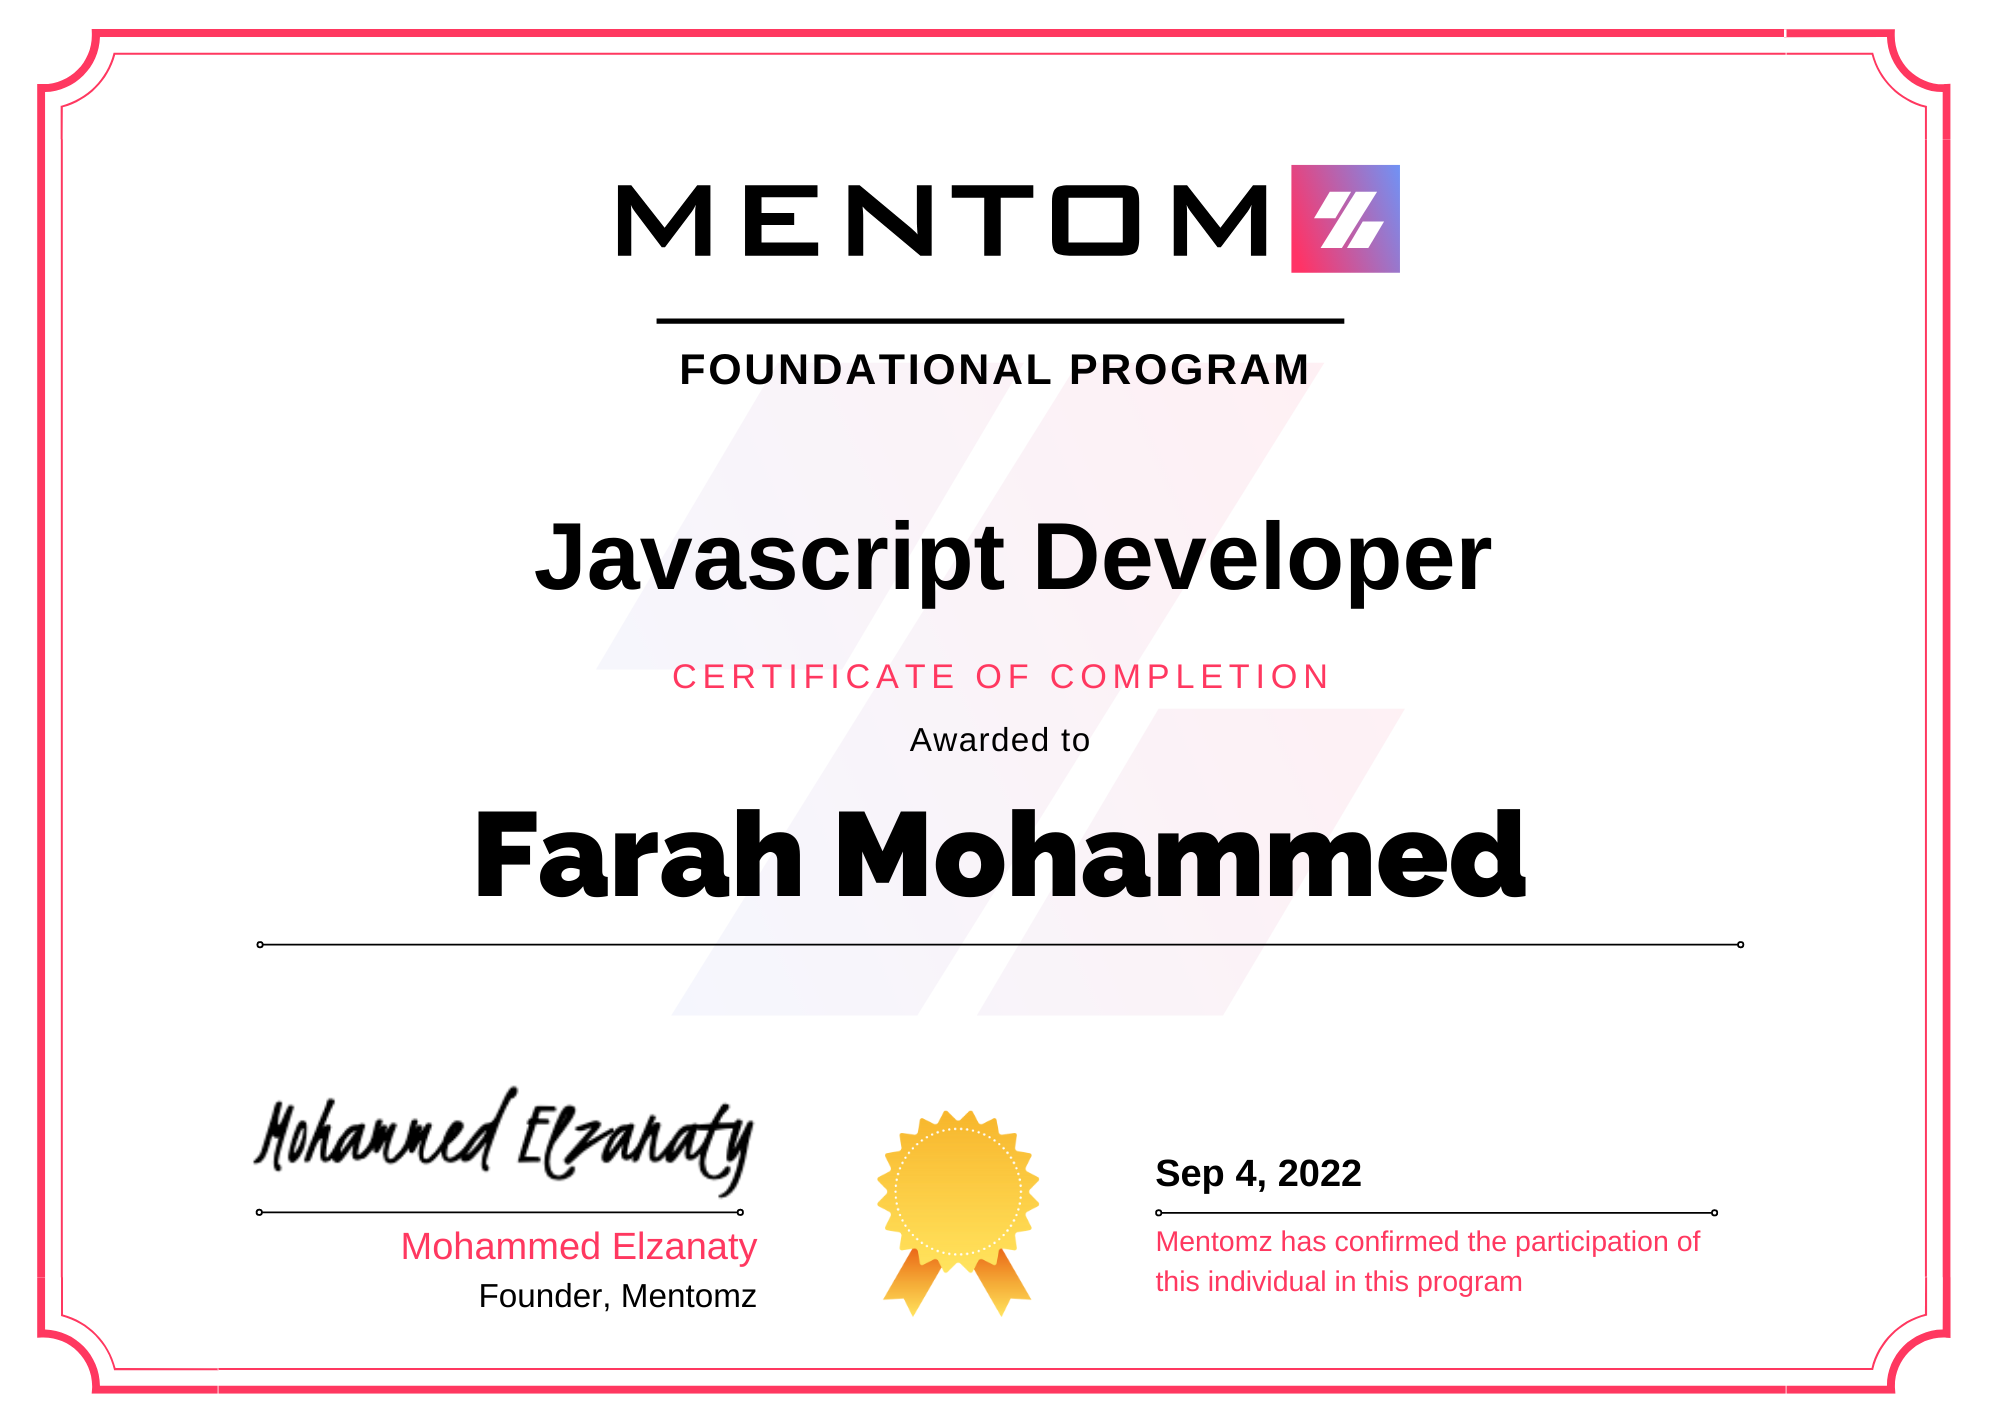 MENTOMZ
FOUNDATIONAL PROGRAM
Javascript Developer
CERTIFICATE OF COMPLETION
Awarded to
Farah Mohammed
Mohammed Elzanaty
Mohammed Elzanaty
Founder, Mentomz
Sep 4, 2022
Mentomz has confirmed the participation of
this individual in this program